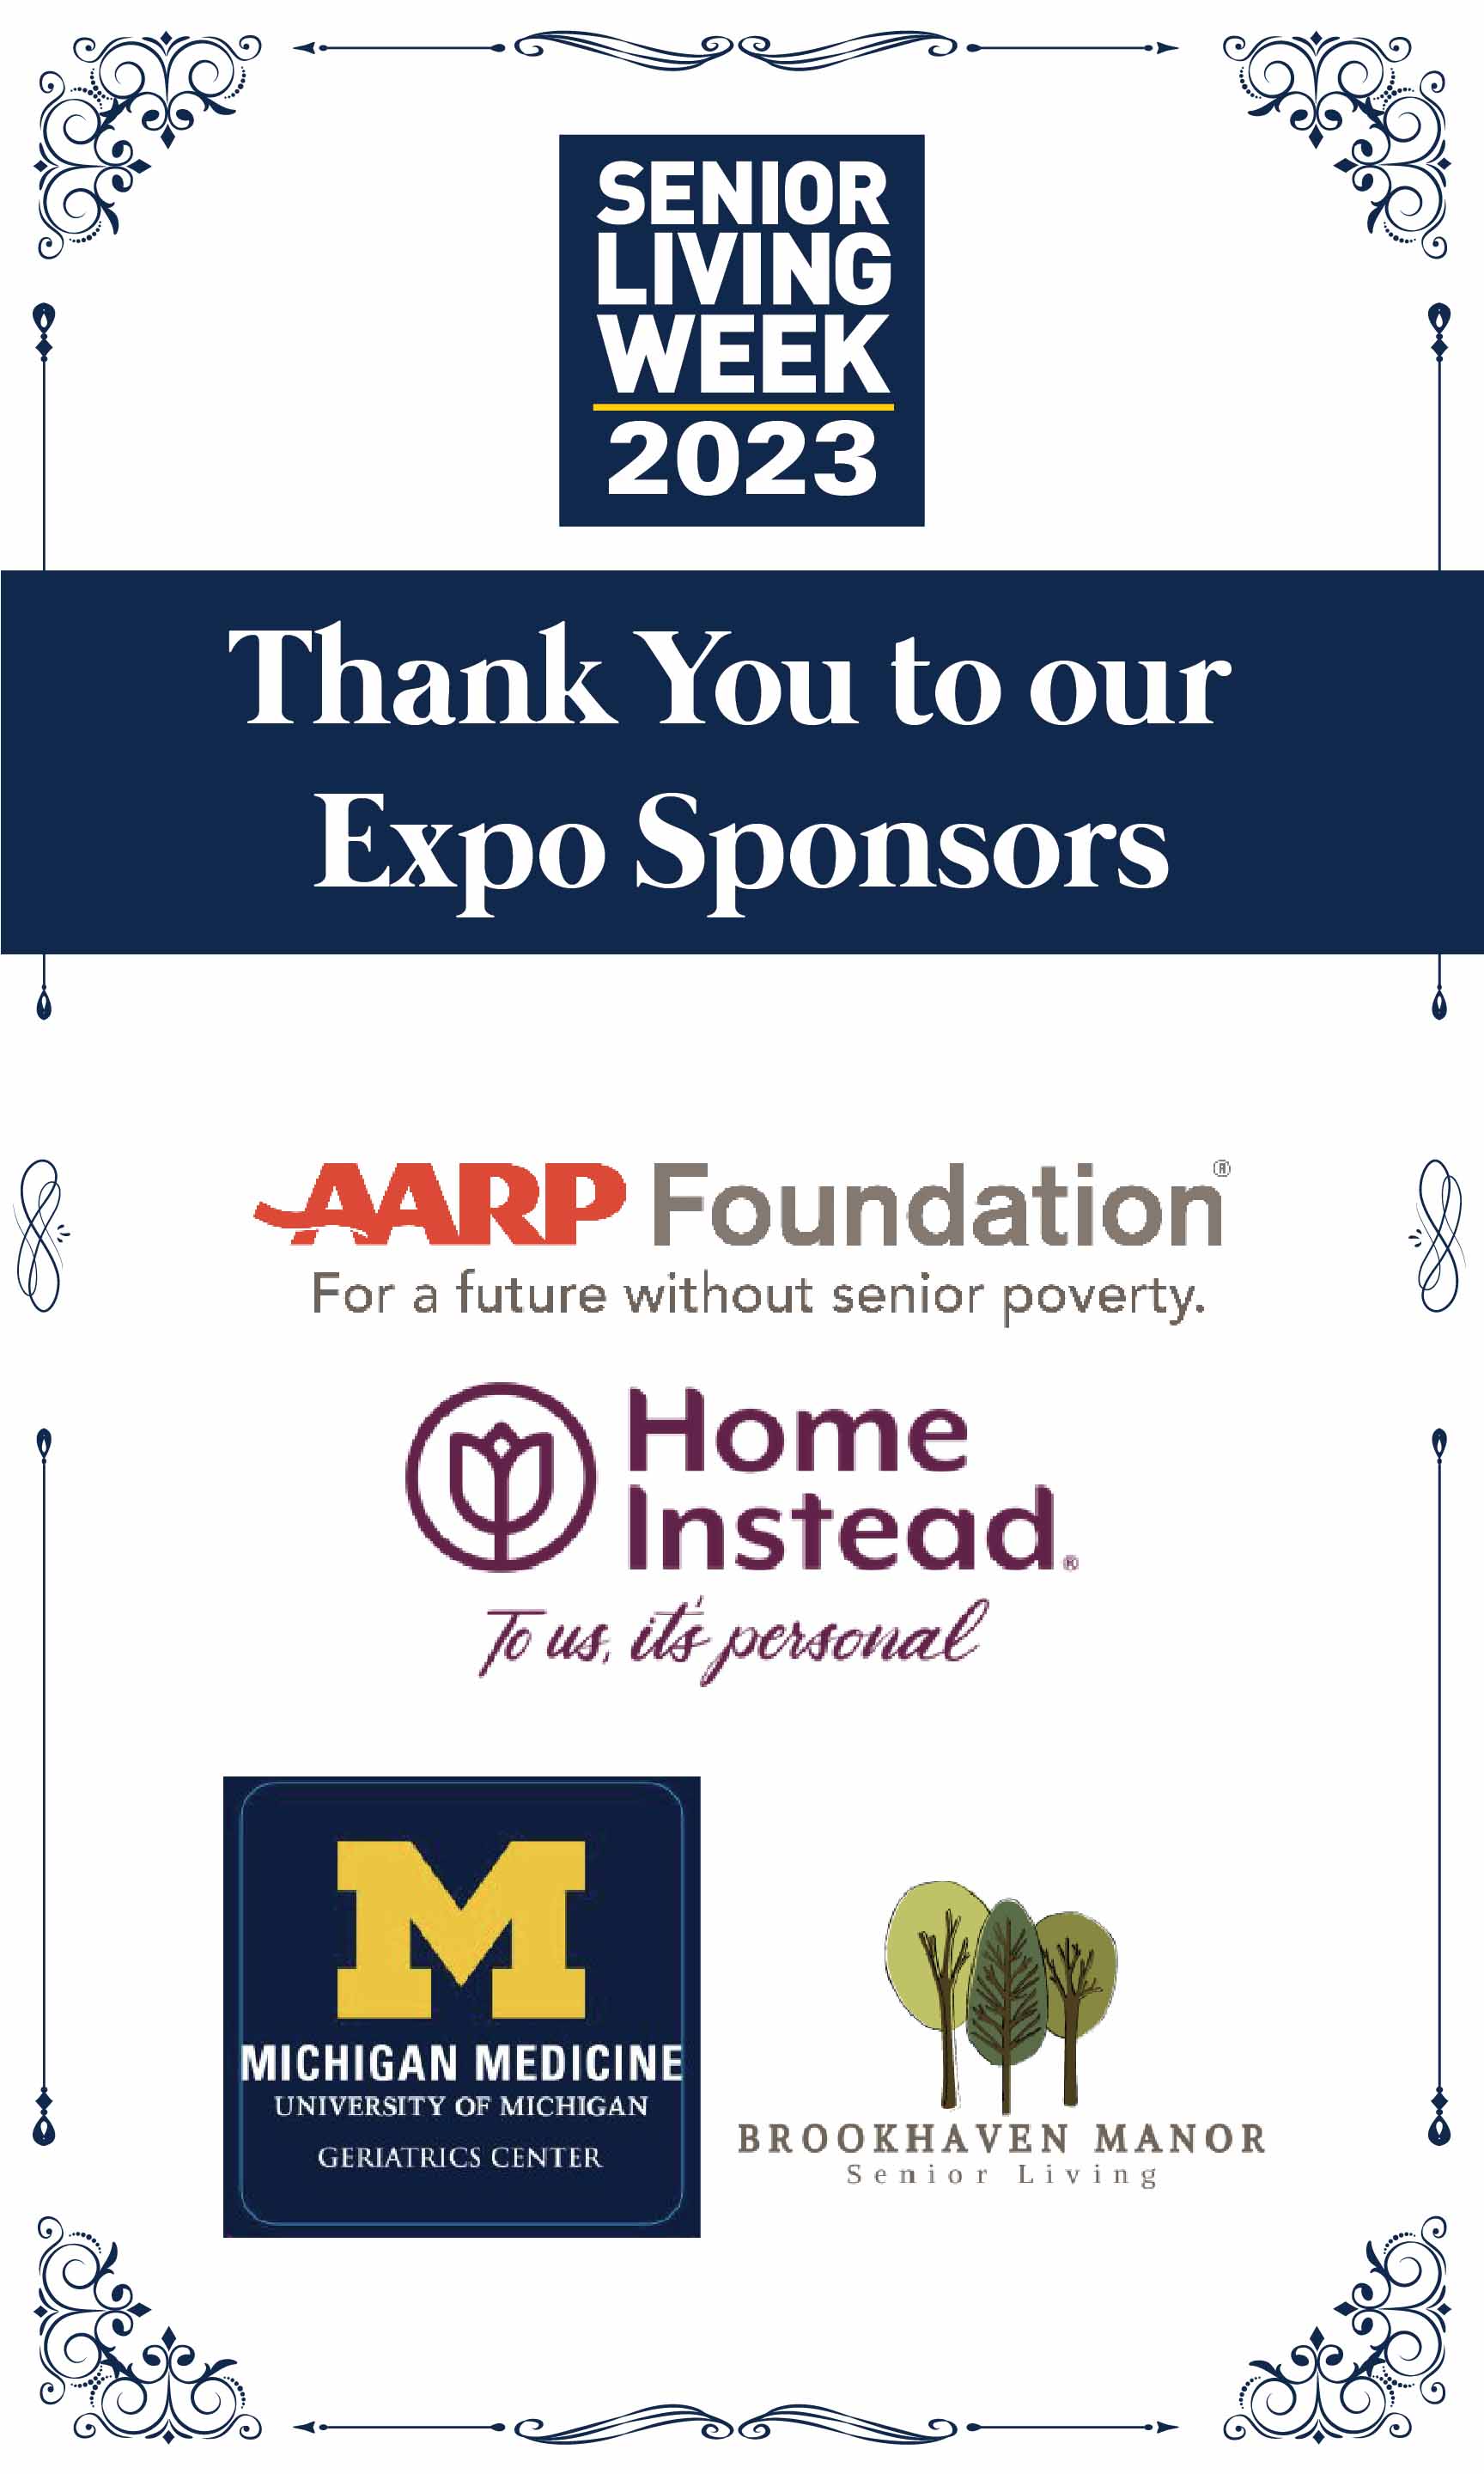 SENIOR
LIVING
WEEK
2023
Thank You to our
Expo Sponsors
AARP Foundation®
For a future without senior poverty.
Home
Instead®
To us, it's personal
M
MICHIGAN MEDICINE
UNIVERSITY OF MICHIGAN
GERIATRICS CENTER
BROOKHAVEN MANOR
Senior Living